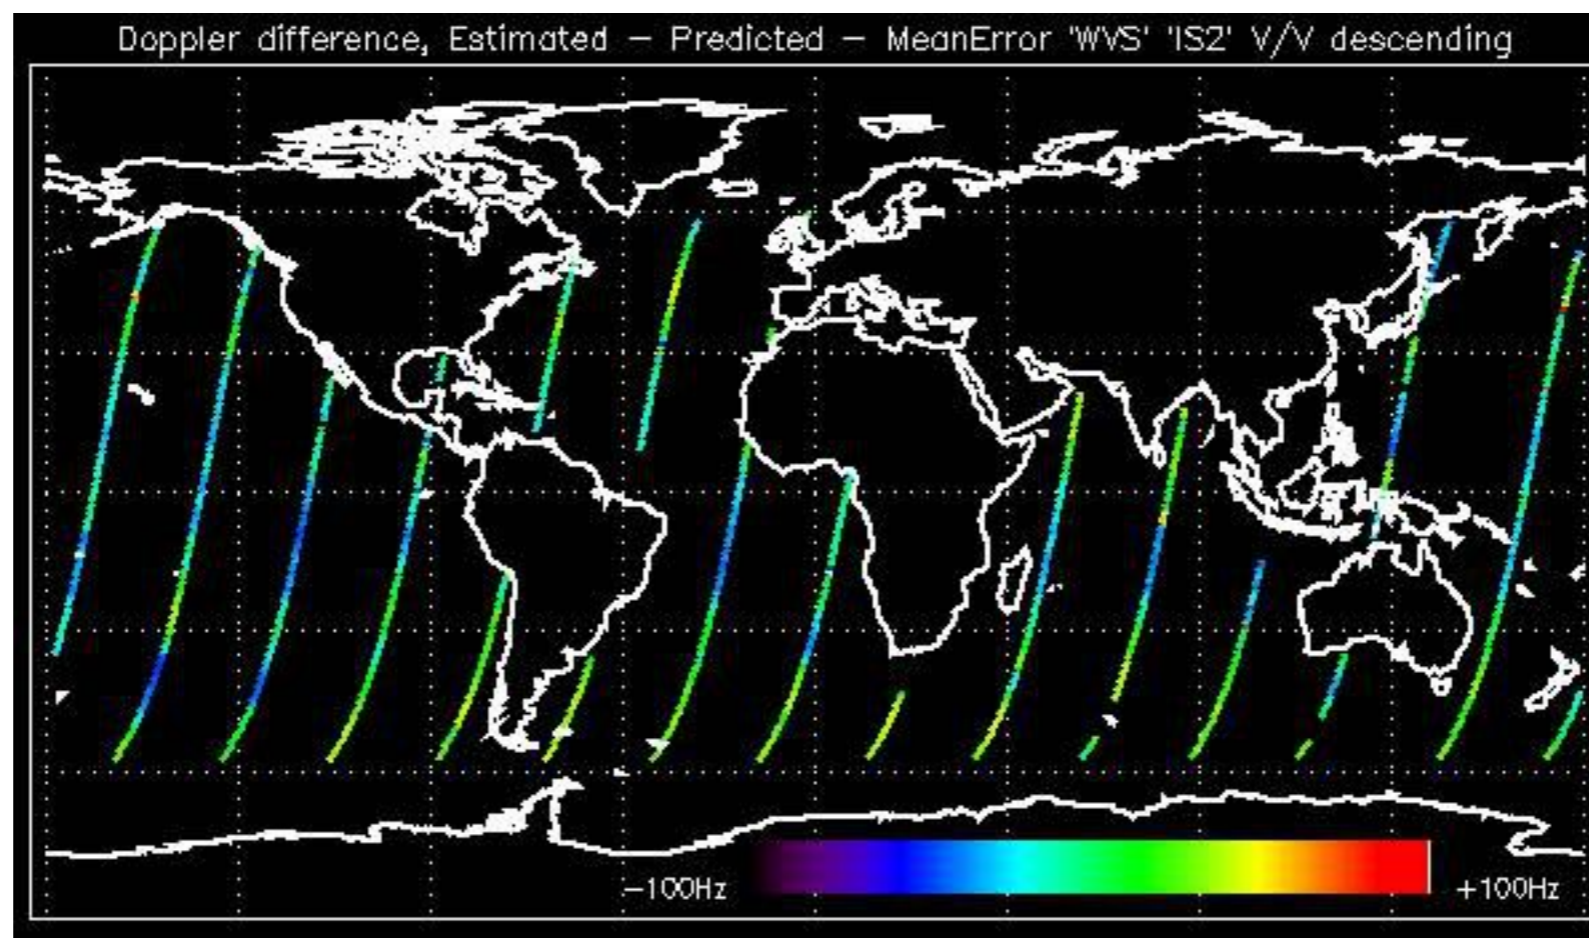 Doppler difference, Estimated — Predicted — MeanError 'WVS' 'IS2' V/V descending
−100Hz
+100Hz